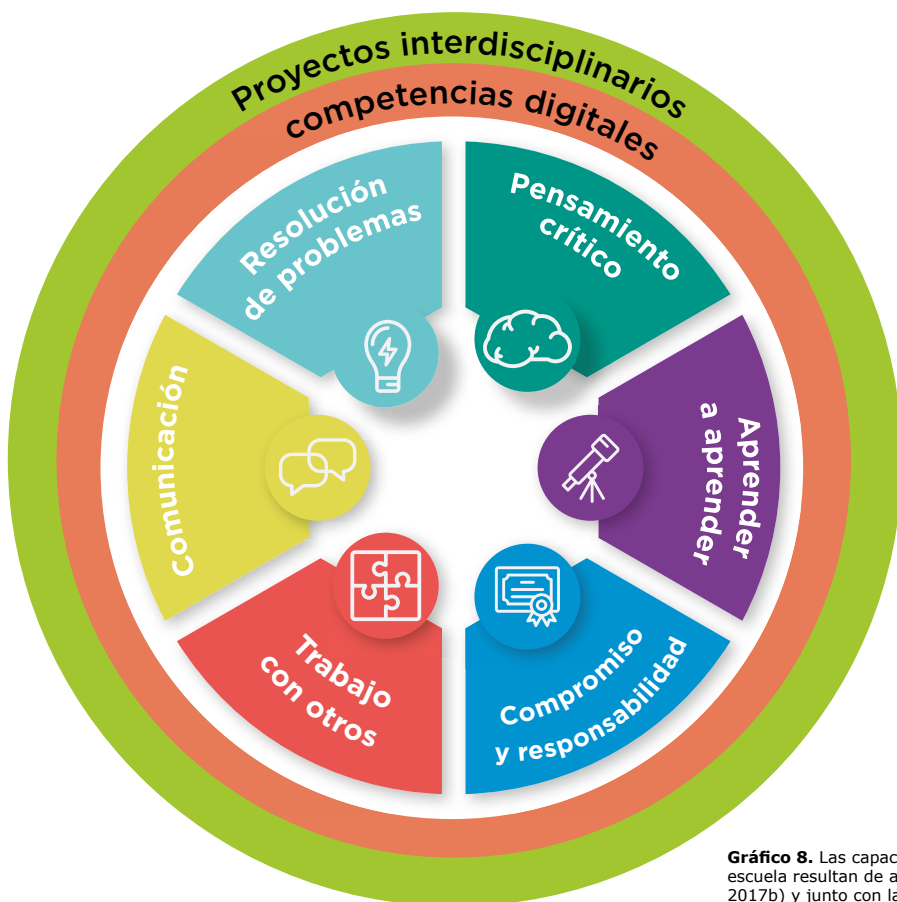 Proyectos interdisciplinarios
competencias digitales
Resolución
de problemas
Pensamiento
crítico
Comunicación
Aprender
a aprender
Trabajo
con otros
Compromiso
y responsabilidad
Gráfico 8. Las capac
escuela resultan de a
2017b) y junto con la